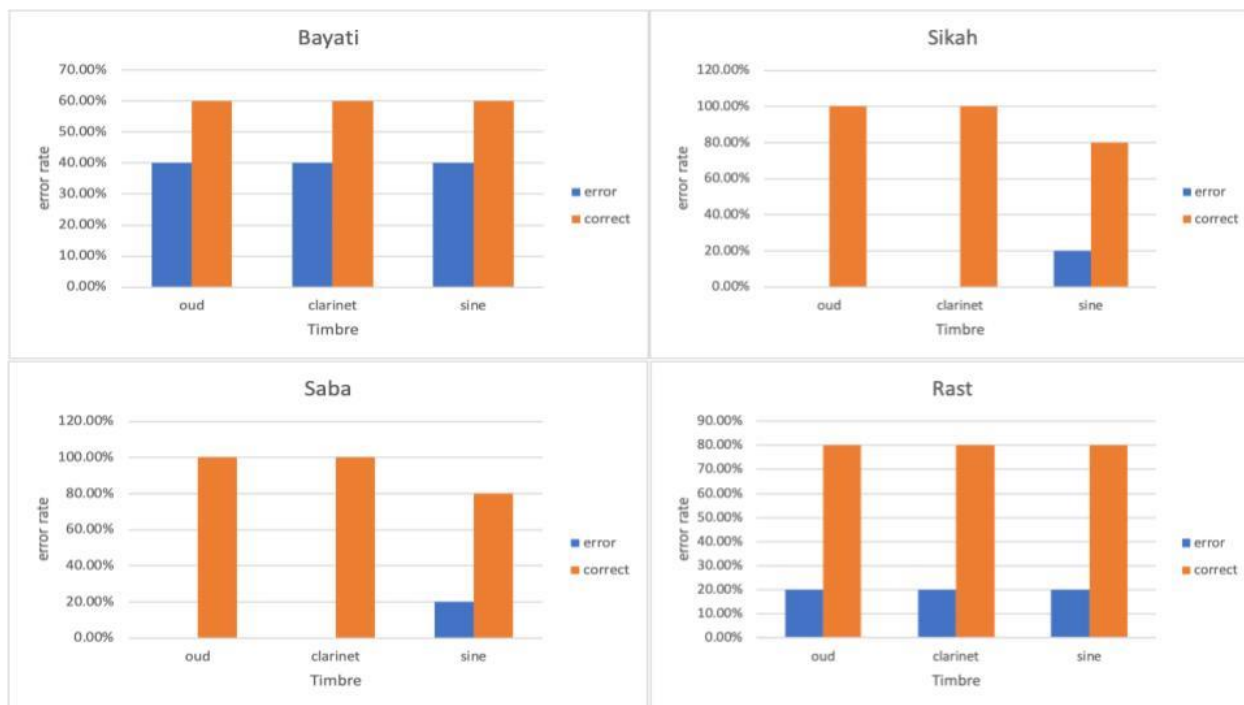 Bayati
70.00%
60.00%
50.00%
40.00%
30.00%
20.00%
10.00%
0.00%
error rate
oud clarinet sine
Timbre
error
correct
Sikah
120.00%
100.00%
80.00%
60.00%
40.00%
20.00%
0.00%
error rate
oud clarinet sine
Timbre
error
correct
Saba
120.00%
100.00%
80.00%
60.00%
40.00%
20.00%
0.00%
error rate
oud clarinet sine
Timbre
error
correct
Rast
90.00%
80.00%
70.00%
60.00%
50.00%
40.00%
30.00%
20.00%
10.00%
0.00%
error rate
oud clarinet sine
Timbre
error
correct